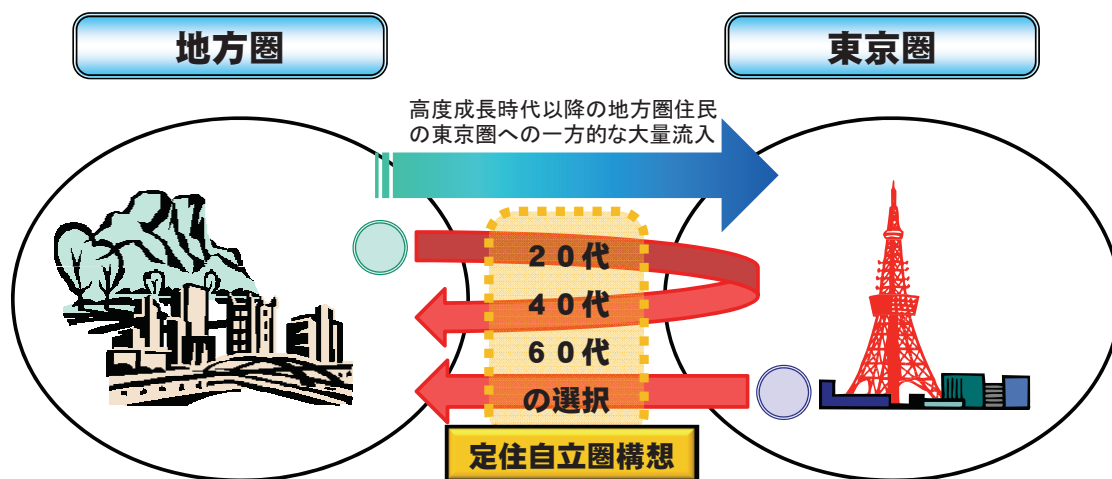 地方圏
東京圏
高度成長時代以降の地方圏住民
の東京圏への一方的な大量流入
２０代
４０代
６０代
の選択
定住自立圏構想